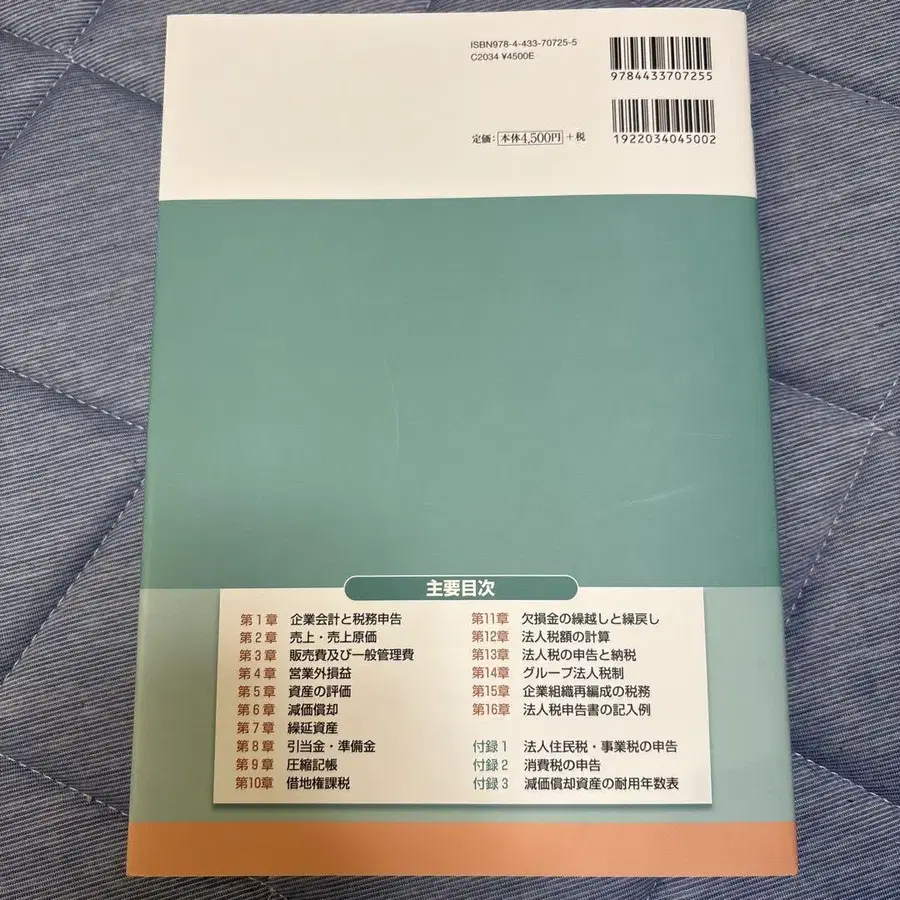 ISBN978-4-433-70725-5
C2034 ¥4500E
9784433707255
定価：本体4,500円＋税
1922034045002
主要目次
第1章 企業会計と税務申告
第2章 売上・売上原価
第3章 販売費及び一般管理費
第4章 営業外損益
第5章 資産の評価
第6章 減価償却
第7章 繰延資産
第8章 引当金・準備金
第9章 圧縮記帳
第10章 借地権課税
第11章 欠損金の繰越しと繰戻し
第12章 法人税額の計算
第13章 法人税の申告と納税
第14章 グループ法人税制
第15章 企業組織再編成の税務
第16章 法人税申告書の記入例
付録1 法人住民税・事業税の申告
付録2 消費税の申告
付録3 減価償却資産の耐用年数表